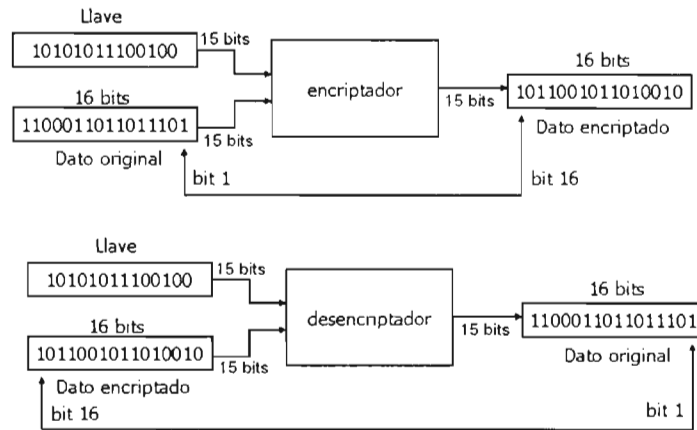 Llave
15 bits
10101011100100
16 bits
encriptador
16 bits
15 bits
1011001011010010
1100011011011101
15 bits
Dato encriptado
Dato original
bit 1
bit 16
Llave
15 bits
10101011100100
16 bits
16 bits
desencriptador
15 bits
1100011011011101
1011001011010010
15 bits
Dato original
Dato encriptado
bit 16
bit 1